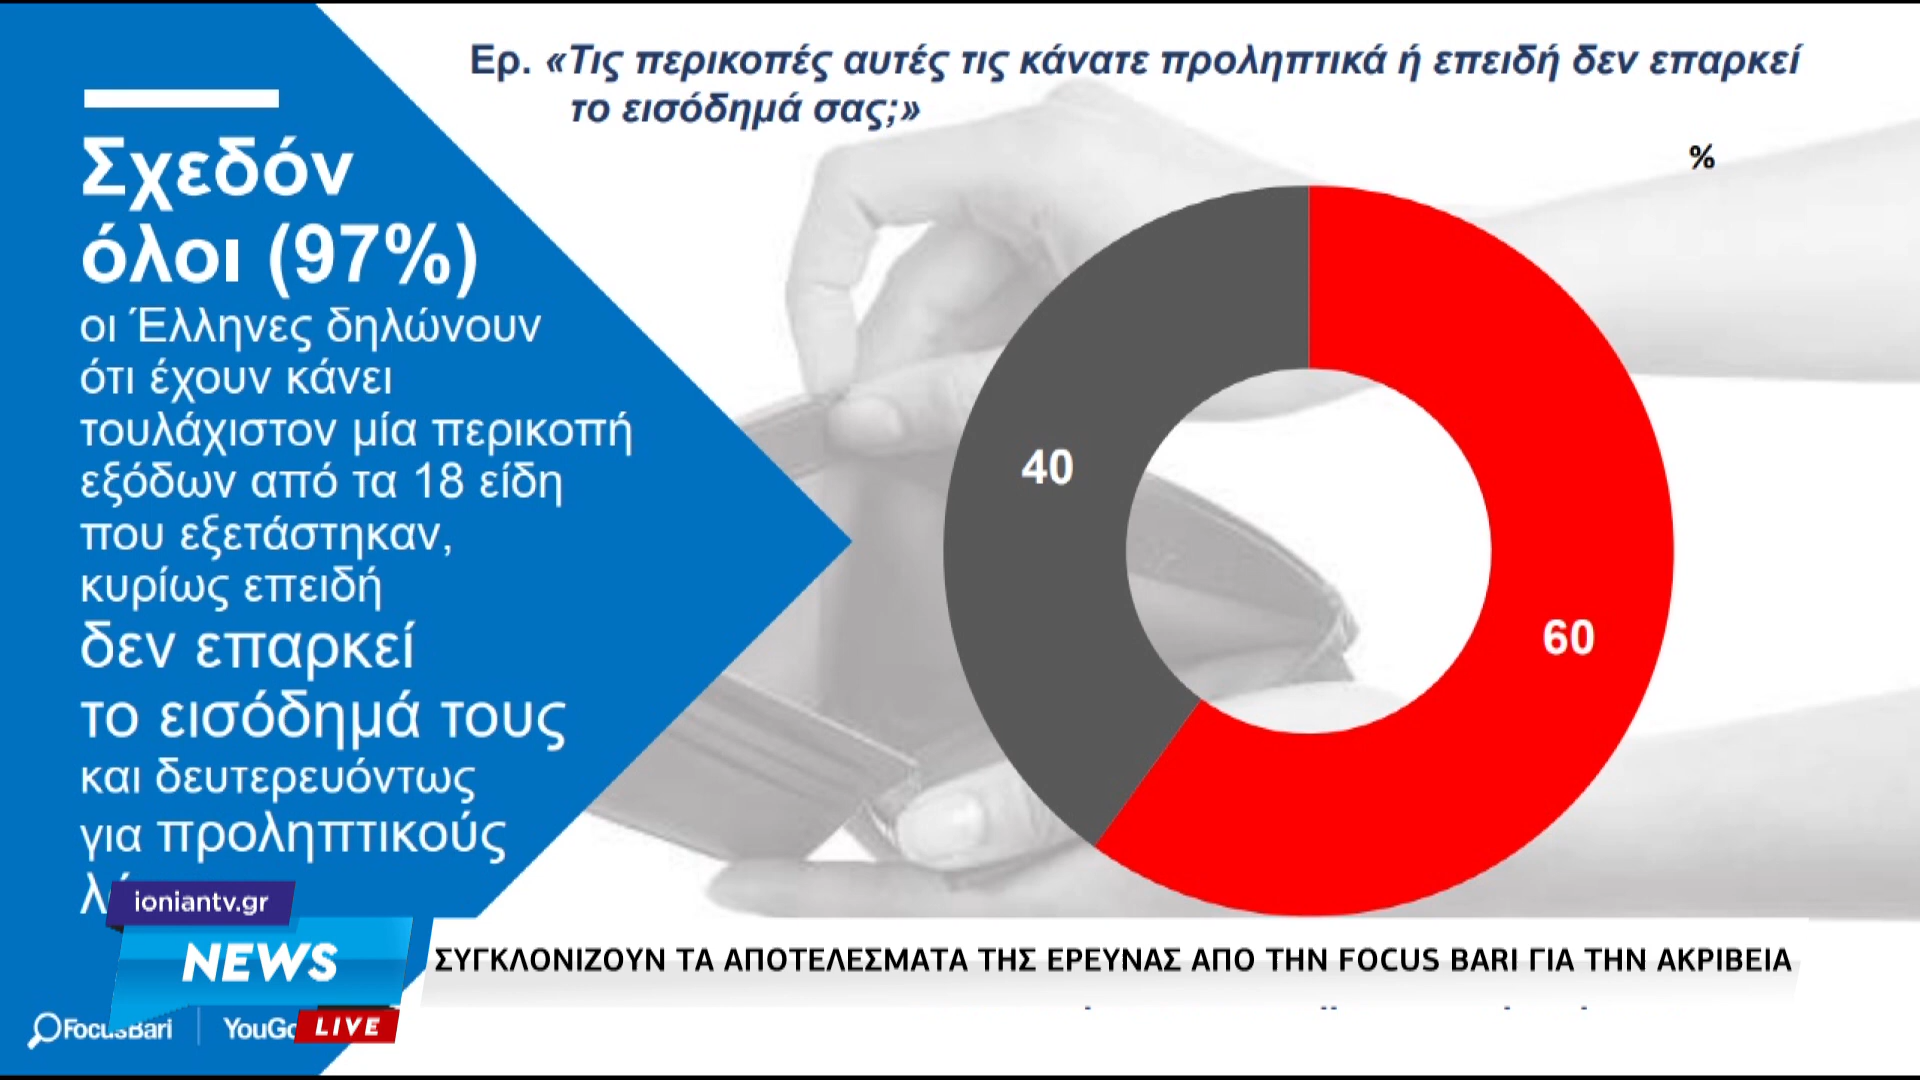 Ερ. «Τις περικοπές αυτές τις κάνατε προληπτικά ή επειδή δεν επαρκεί
το εισόδημά σας;»
%
Σχεδόν
όλοι (97%)
οι Έλληνες δηλώνουν
ότι έχουν κάνει
τουλάχιστον μία περικοπή
εξόδων από τα 18 είδη
που εξετάστηκαν,
κυρίως επειδή
δεν επαρκεί
το εισόδημά τους
και δευτερευόντως
για προληπτικούς
40
60
ioniantv.gr
NEWS
ΣΥΓΚΛΟΝΙΖΟΥΝ ΤΑ ΑΠΟΤΕΛΕΣΜΑΤΑ ΤΗΣ ΕΡΕΥΝΑΣ ΑΠΟ ΤΗΝ FOCUS BARI ΓΙΑ ΤΗΝ ΑΚΡΙΒΕΙΑ
FocusBari
LIVE